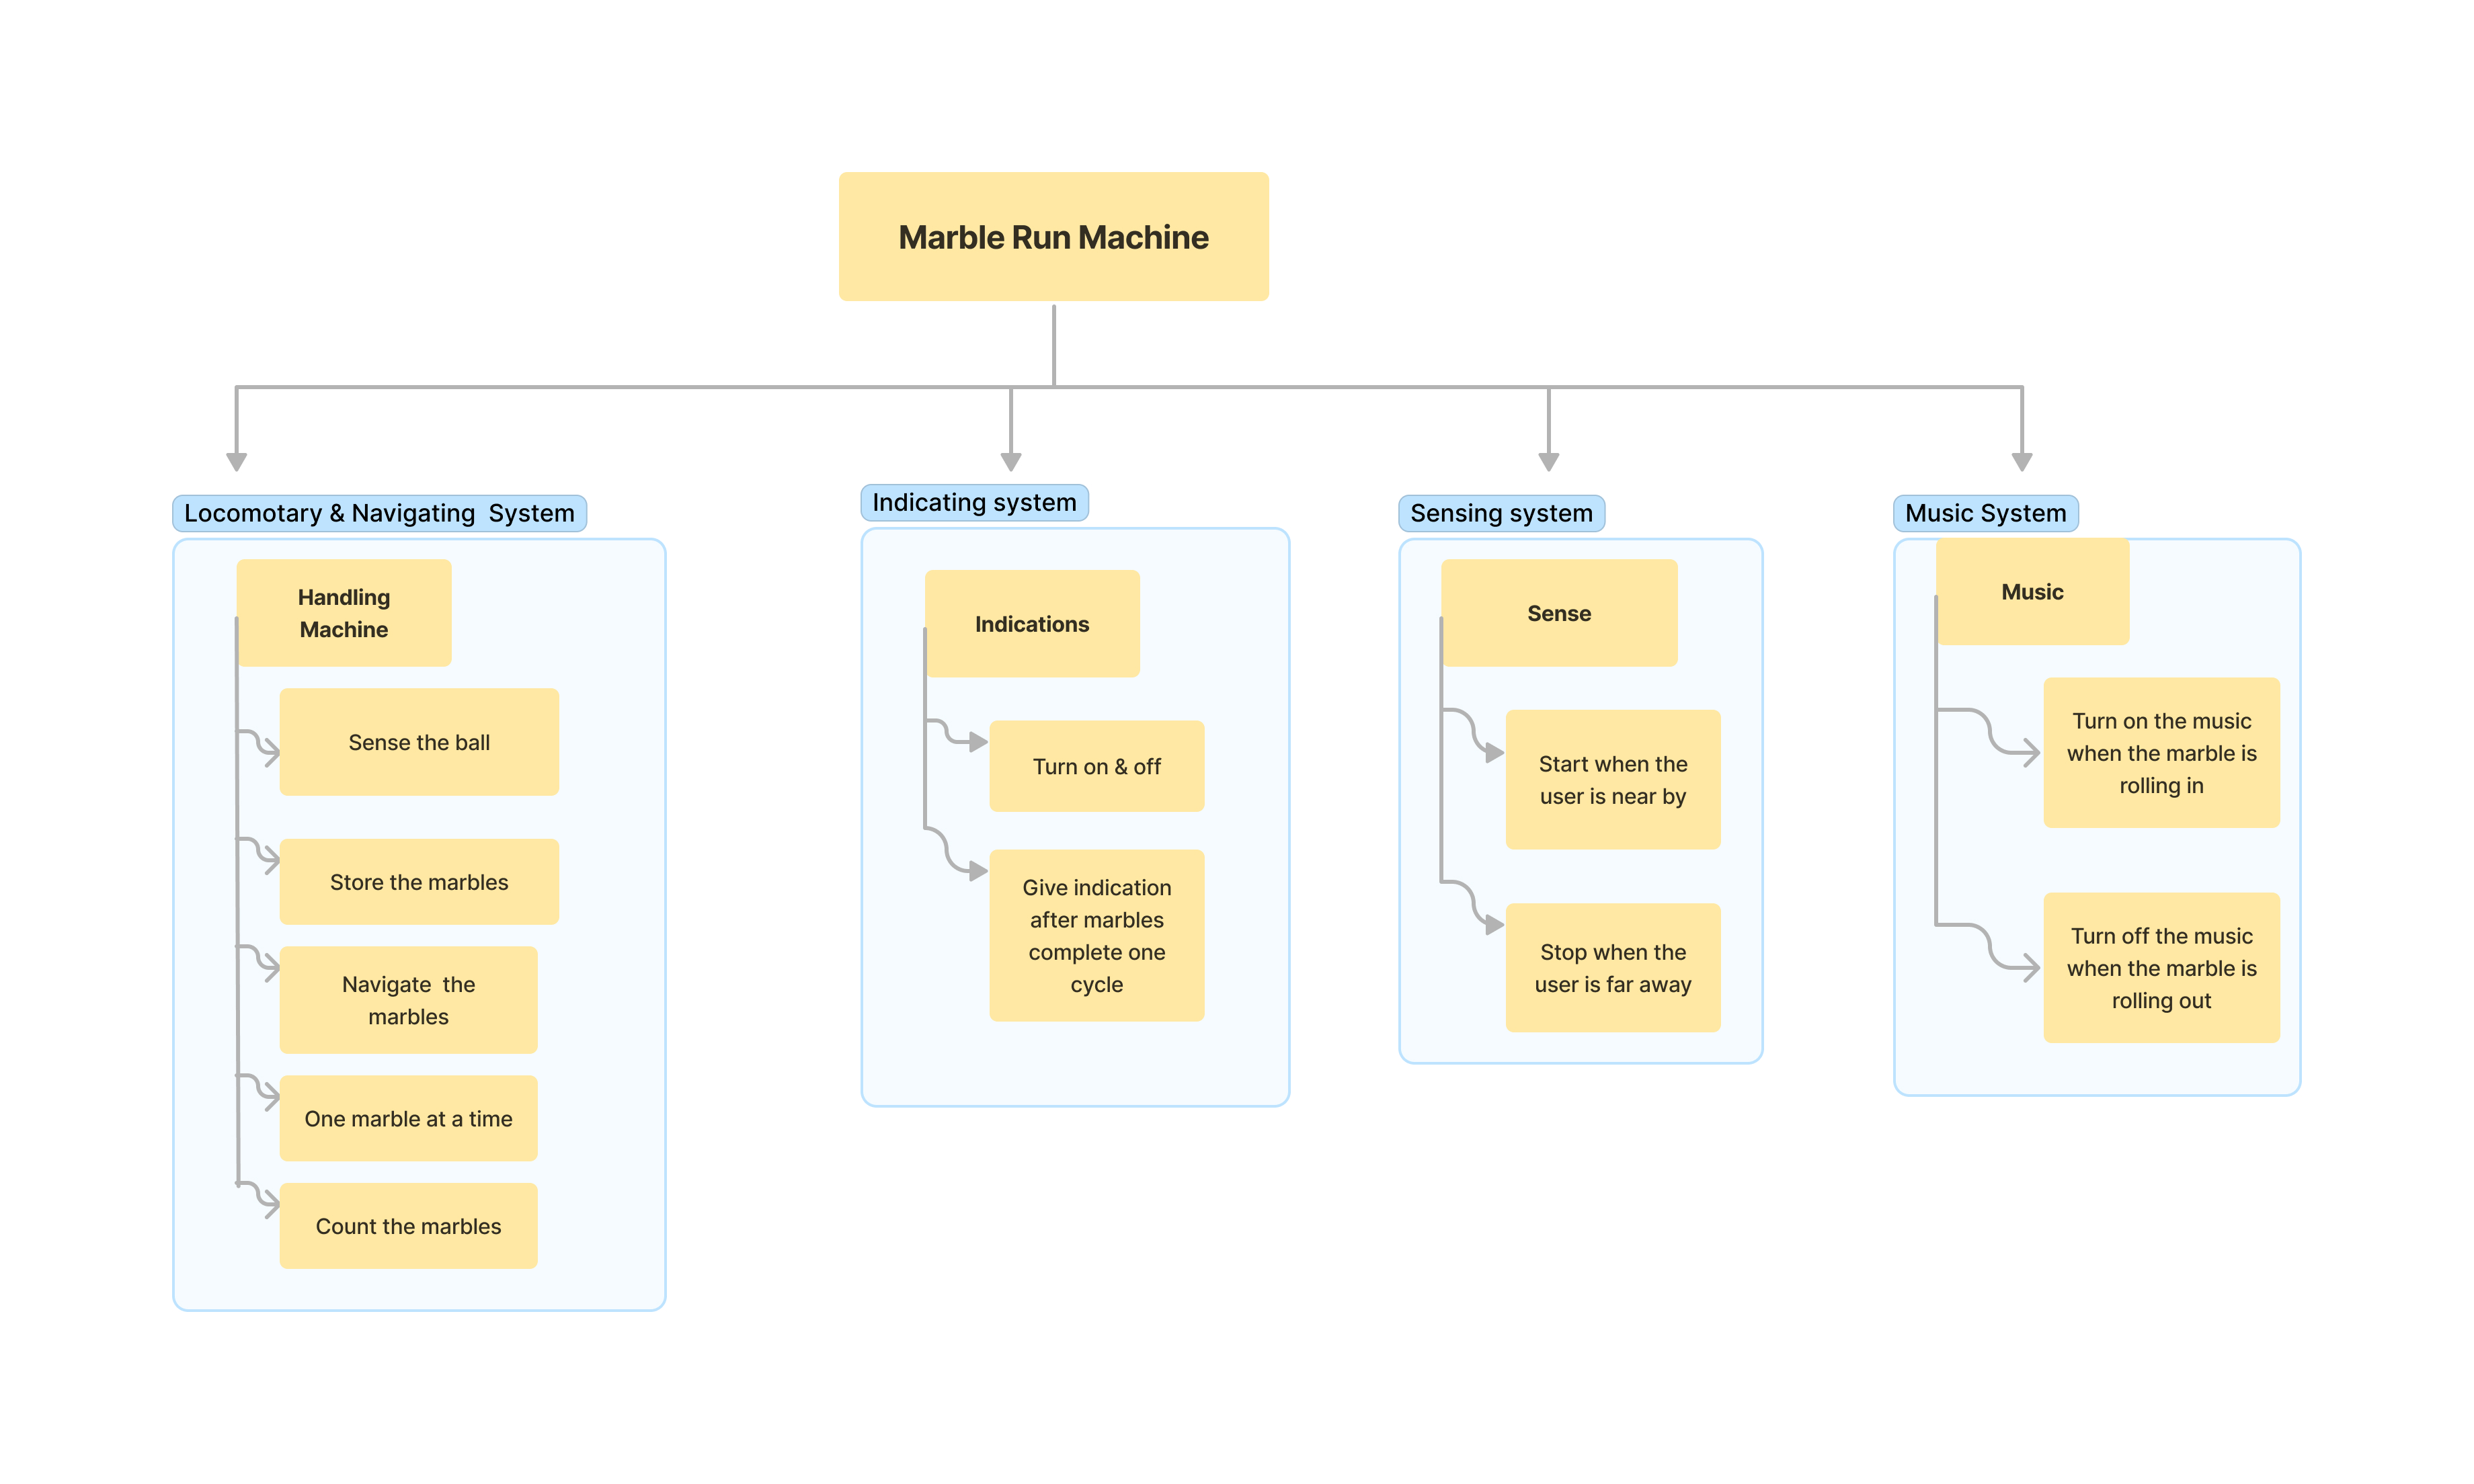 Marble Run Machine
Locomotary & Navigating  System
Handling
Machine
Sense the ball
Store the marbles
Navigate  the
marbles
One marble at a time
Count the marbles
Indicating system
Indications
Turn on & off
Give indication
after marbles
complete one
cycle
Sensing system
Sense
Start when the
user is near by
Stop when the
user is far away
Music System
Music
Turn on the music
when the marble is
rolling in
Turn off the music
when the marble is
rolling out